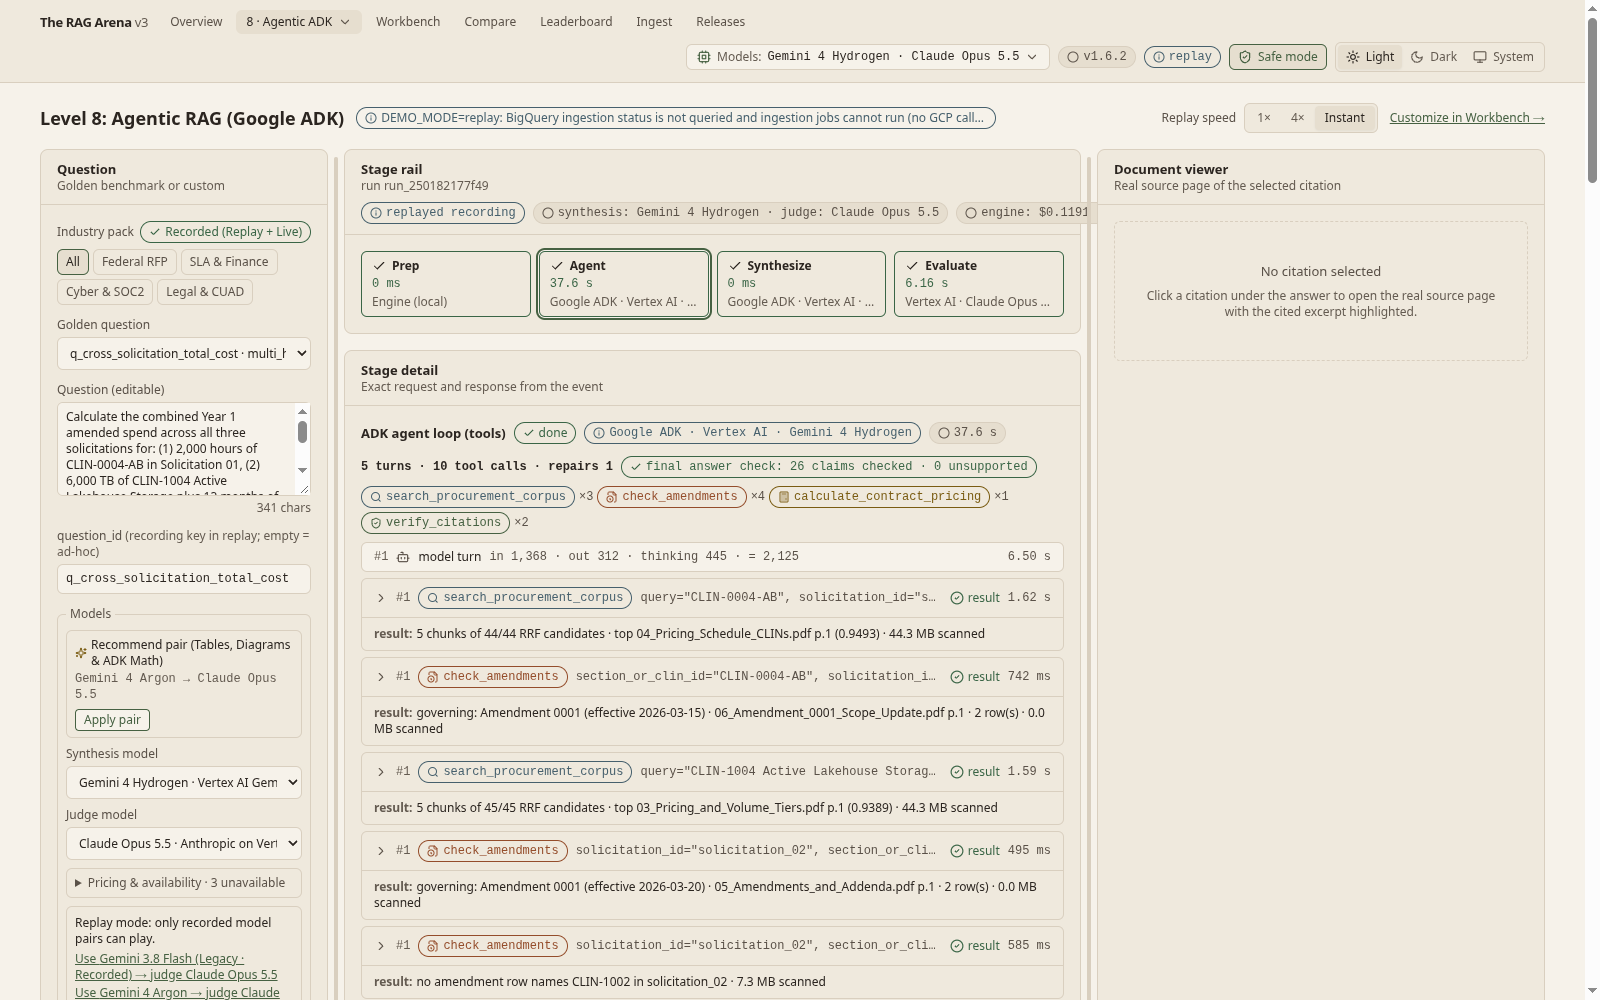 The RAG Arena v3
Overview
8 · Agentic ADK
Workbench
Compare
Leaderboard
Ingest
Releases
Models: Gemini 4 Hydrogen · Claude Opus 5.5
v1.6.2
replay
Safe mode
Light
Dark
System
Level 8: Agentic RAG (Google ADK)
DEMO_MODE=replay: BigQuery ingestion status is not queried and ingestion jobs cannot run (no GCP call...
Replay speed
1×
4×
Instant
Customize in Workbench →
Question
Golden benchmark or custom
Industry pack
Recorded (Replay + Live)
All
Federal RFP
SLA & Finance
Cyber & SOC2
Legal & CUAD
Golden question
q_cross_solicitation_total_cost · multi_h
Question (editable)
Calculate the combined Year 1
amended spend across all three
solicitations for: (1) 2,000 hours of
CLIN-0004-AB in Solicitation 01, (2)
6,000 TB of CLIN-1004 Active
Lakehouse Storage plus 12 months of
341 chars
question_id (recording key in replay; empty =
ad-hoc)
q_cross_solicitation_total_cost
Models
Recommend pair (Tables, Diagrams
& ADK Math)
Gemini 4 Argon → Claude Opus
5.5
Apply pair
Synthesis model
Gemini 4 Hydrogen · Vertex AI Gem
Judge model
Claude Opus 5.5 · Anthropic on Vert
Pricing & availability · 3 unavailable
Replay mode: only recorded model
pairs can play.
Use Gemini 3.8 Flash (Legacy ·
Recorded) → judge Claude Opus 5.5
Use Gemini 4 Argon → judge Claude
Stage rail
run run_250182177f49
replayed recording
synthesis: Gemini 4 Hydrogen · judge: Claude Opus 5.5
engine: $0.1191
Prep
0 ms
Engine (local)
Agent
37.6 s
Google ADK · Vertex AI · ...
Synthesize
0 ms
Google ADK · Vertex AI · ...
Evaluate
6.16 s
Vertex AI · Claude Opus ...
Stage detail
Exact request and response from the event
ADK agent loop (tools)
done
Google ADK · Vertex AI · Gemini 4 Hydrogen
37.6 s
5 turns · 10 tool calls · repairs 1
final answer check: 26 claims checked · 0 unsupported
search_procurement_corpus ×3
check_amendments ×4
calculate_contract_pricing ×1
verify_citations ×2
#1 model turn in 1,368 · out 312 · thinking 445 · = 2,125 6.50 s
#1 search_procurement_corpus query="CLIN-0004-AB", solicitation_id="s... result 1.62 s
result: 5 chunks of 44/44 RRF candidates · top 04_Pricing_Schedule_CLINs.pdf p.1 (0.9493) · 44.3 MB scanned
#1 check_amendments section_or_clin_id="CLIN-0004-AB", solicitation_i... result 742 ms
result: governing: Amendment 0001 (effective 2026-03-15) · 06_Amendment_0001_Scope_Update.pdf p.1 · 2 row(s) · 0.0
MB scanned
#1 search_procurement_corpus query="CLIN-1004 Active Lakehouse Storag... result 1.59 s
result: 5 chunks of 45/45 RRF candidates · top 03_Pricing_and_Volume_Tiers.pdf p.1 (0.9389) · 44.3 MB scanned
#1 check_amendments solicitation_id="solicitation_02", section_or_cli... result 495 ms
result: governing: Amendment 0001 (effective 2026-03-20) · 05_Amendments_and_Addenda.pdf p.1 · 2 row(s) · 0.0 MB
scanned
#1 check_amendments solicitation_id="solicitation_02", section_or_cli... result 585 ms
result: no amendment row names CLIN-1002 in solicitation_02 · 7.3 MB scanned
Document viewer
Real source page of the selected citation
No citation selected
Click a citation under the answer to open the real source page
with the cited excerpt highlighted.